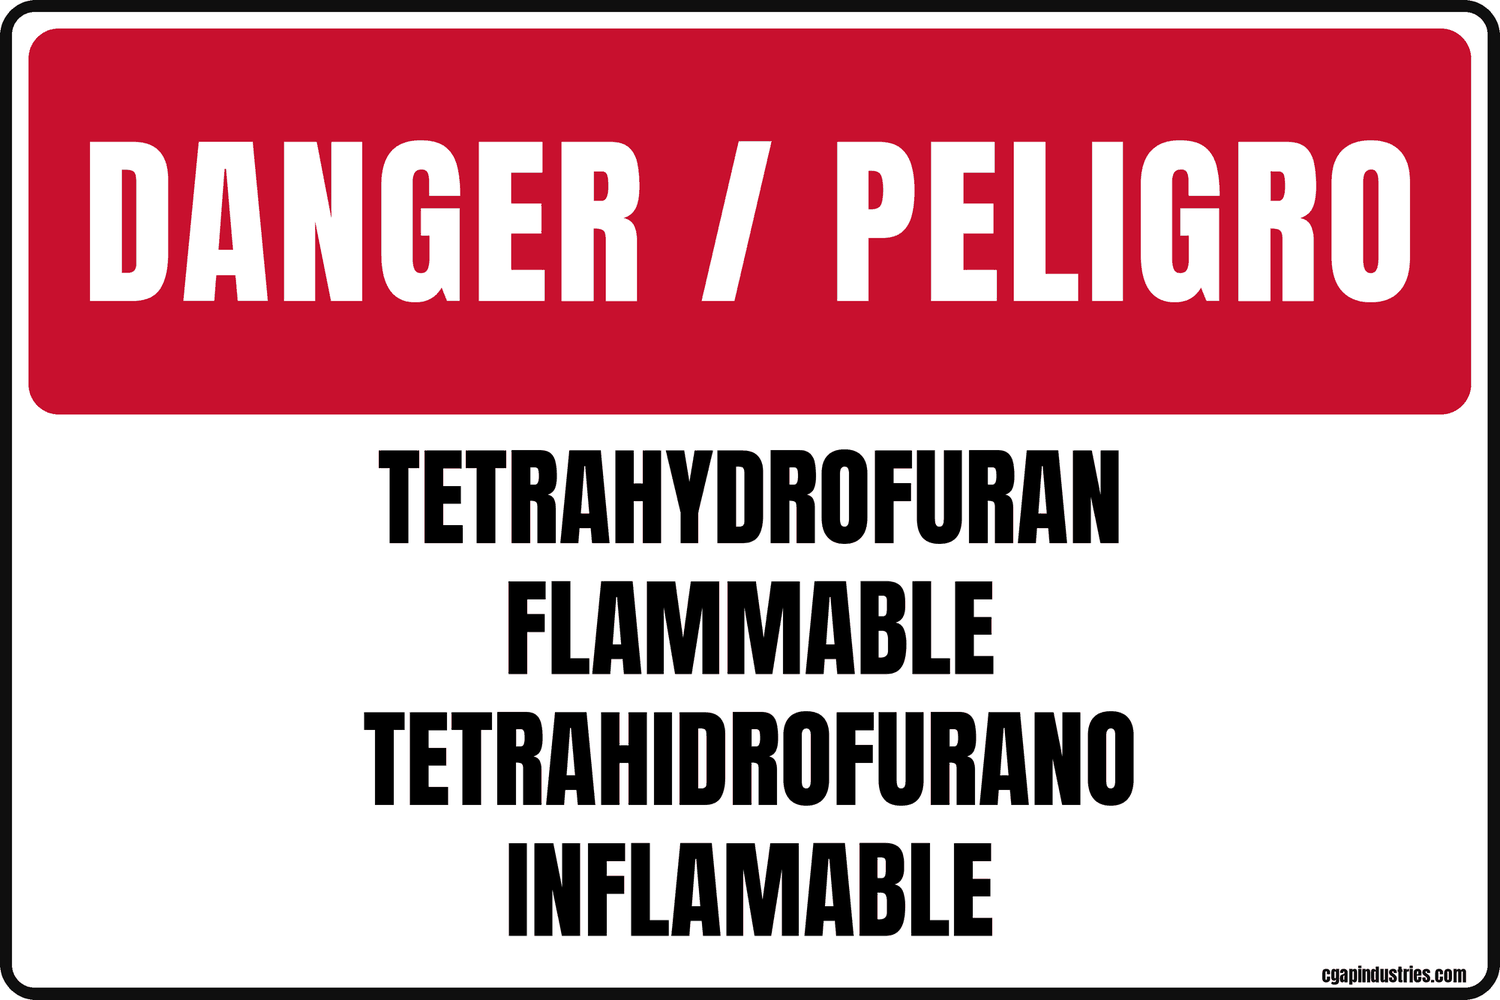 DANGER / PELIGRO
TETRAHYDROFURAN
FLAMMABLE
TETRAHIDROFURANO
INFLAMABLE
cgapindustries.com